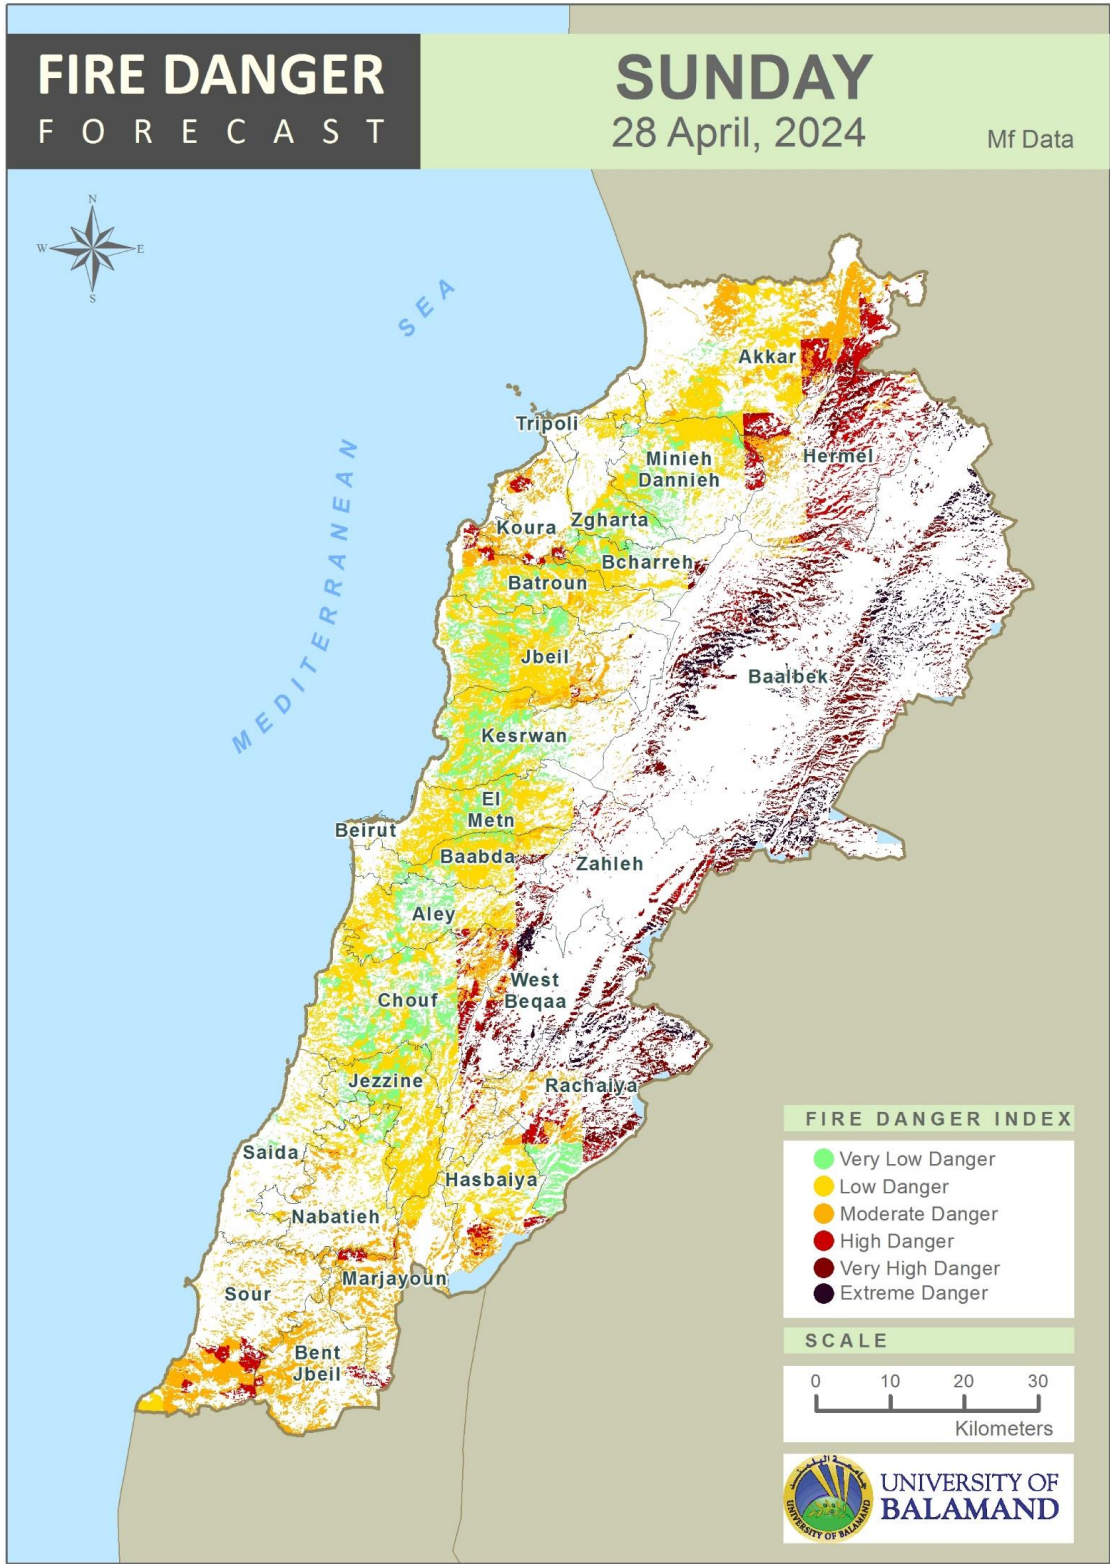 FIRE DANGER
FORECAST
SUNDAY
28 April, 2024
Mf Data
N
W
E
S
MEDITERRANEAN SEA
Akkar
Tripoli
Minieh
Dannieh
Hermel
Koura
Zgharta
Bcharreh
Batroun
Jbeil
Baalbek
Kesrwan
El
Metn
Beirut
Baabda
Zahleh
Aley
West
Beqaa
Chouf
Jezzine
Rachaiya
Saida
Hasbaiya
Nabatieh
Marjayoun
Sour
Bent
Jbeil
FIRE DANGER INDEX
Very Low Danger
Low Danger
Moderate Danger
High Danger
Very High Danger
Extreme Danger
SCALE
0 10 20 30
Kilometers
UNIVERSITY OF BALAMAND
UNIVERSITY OF
BALAMAND